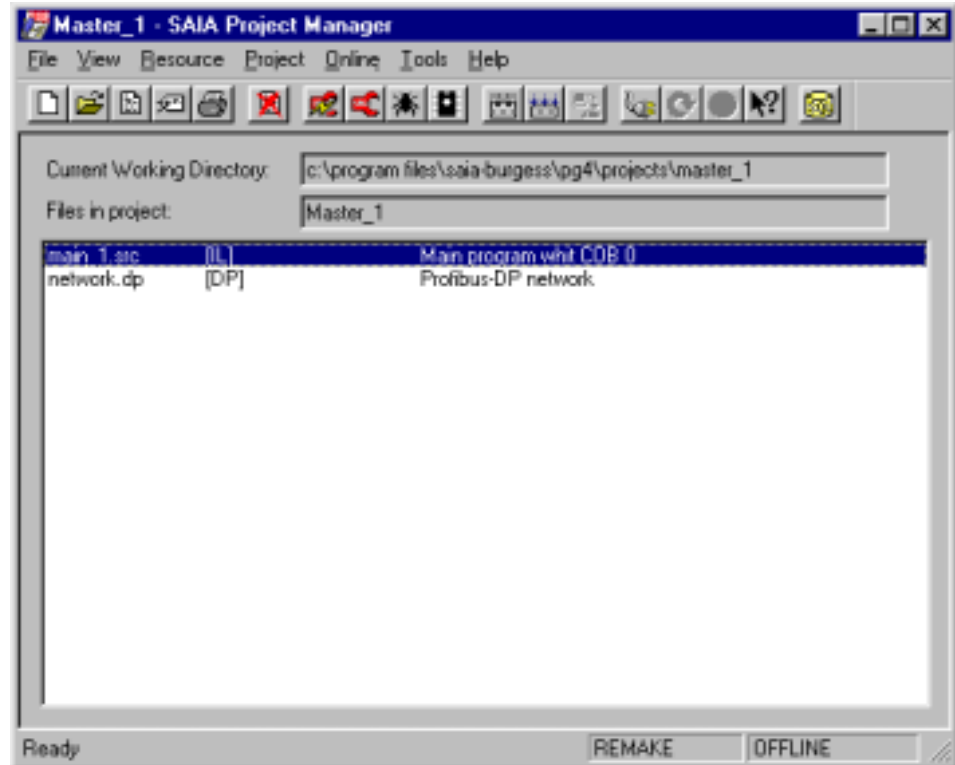 Master_1 - SAIA Project Manager
File View Resource Project Online Tools Help
Current Working Directory: c:\program files\saia-burgess\pg4\projects\master_1
Files in project: Master_1
main_1.src [IL] Main program whit COB 0
network.dp [DP] Profibus-DP network
Ready REMAKE OFFLINE